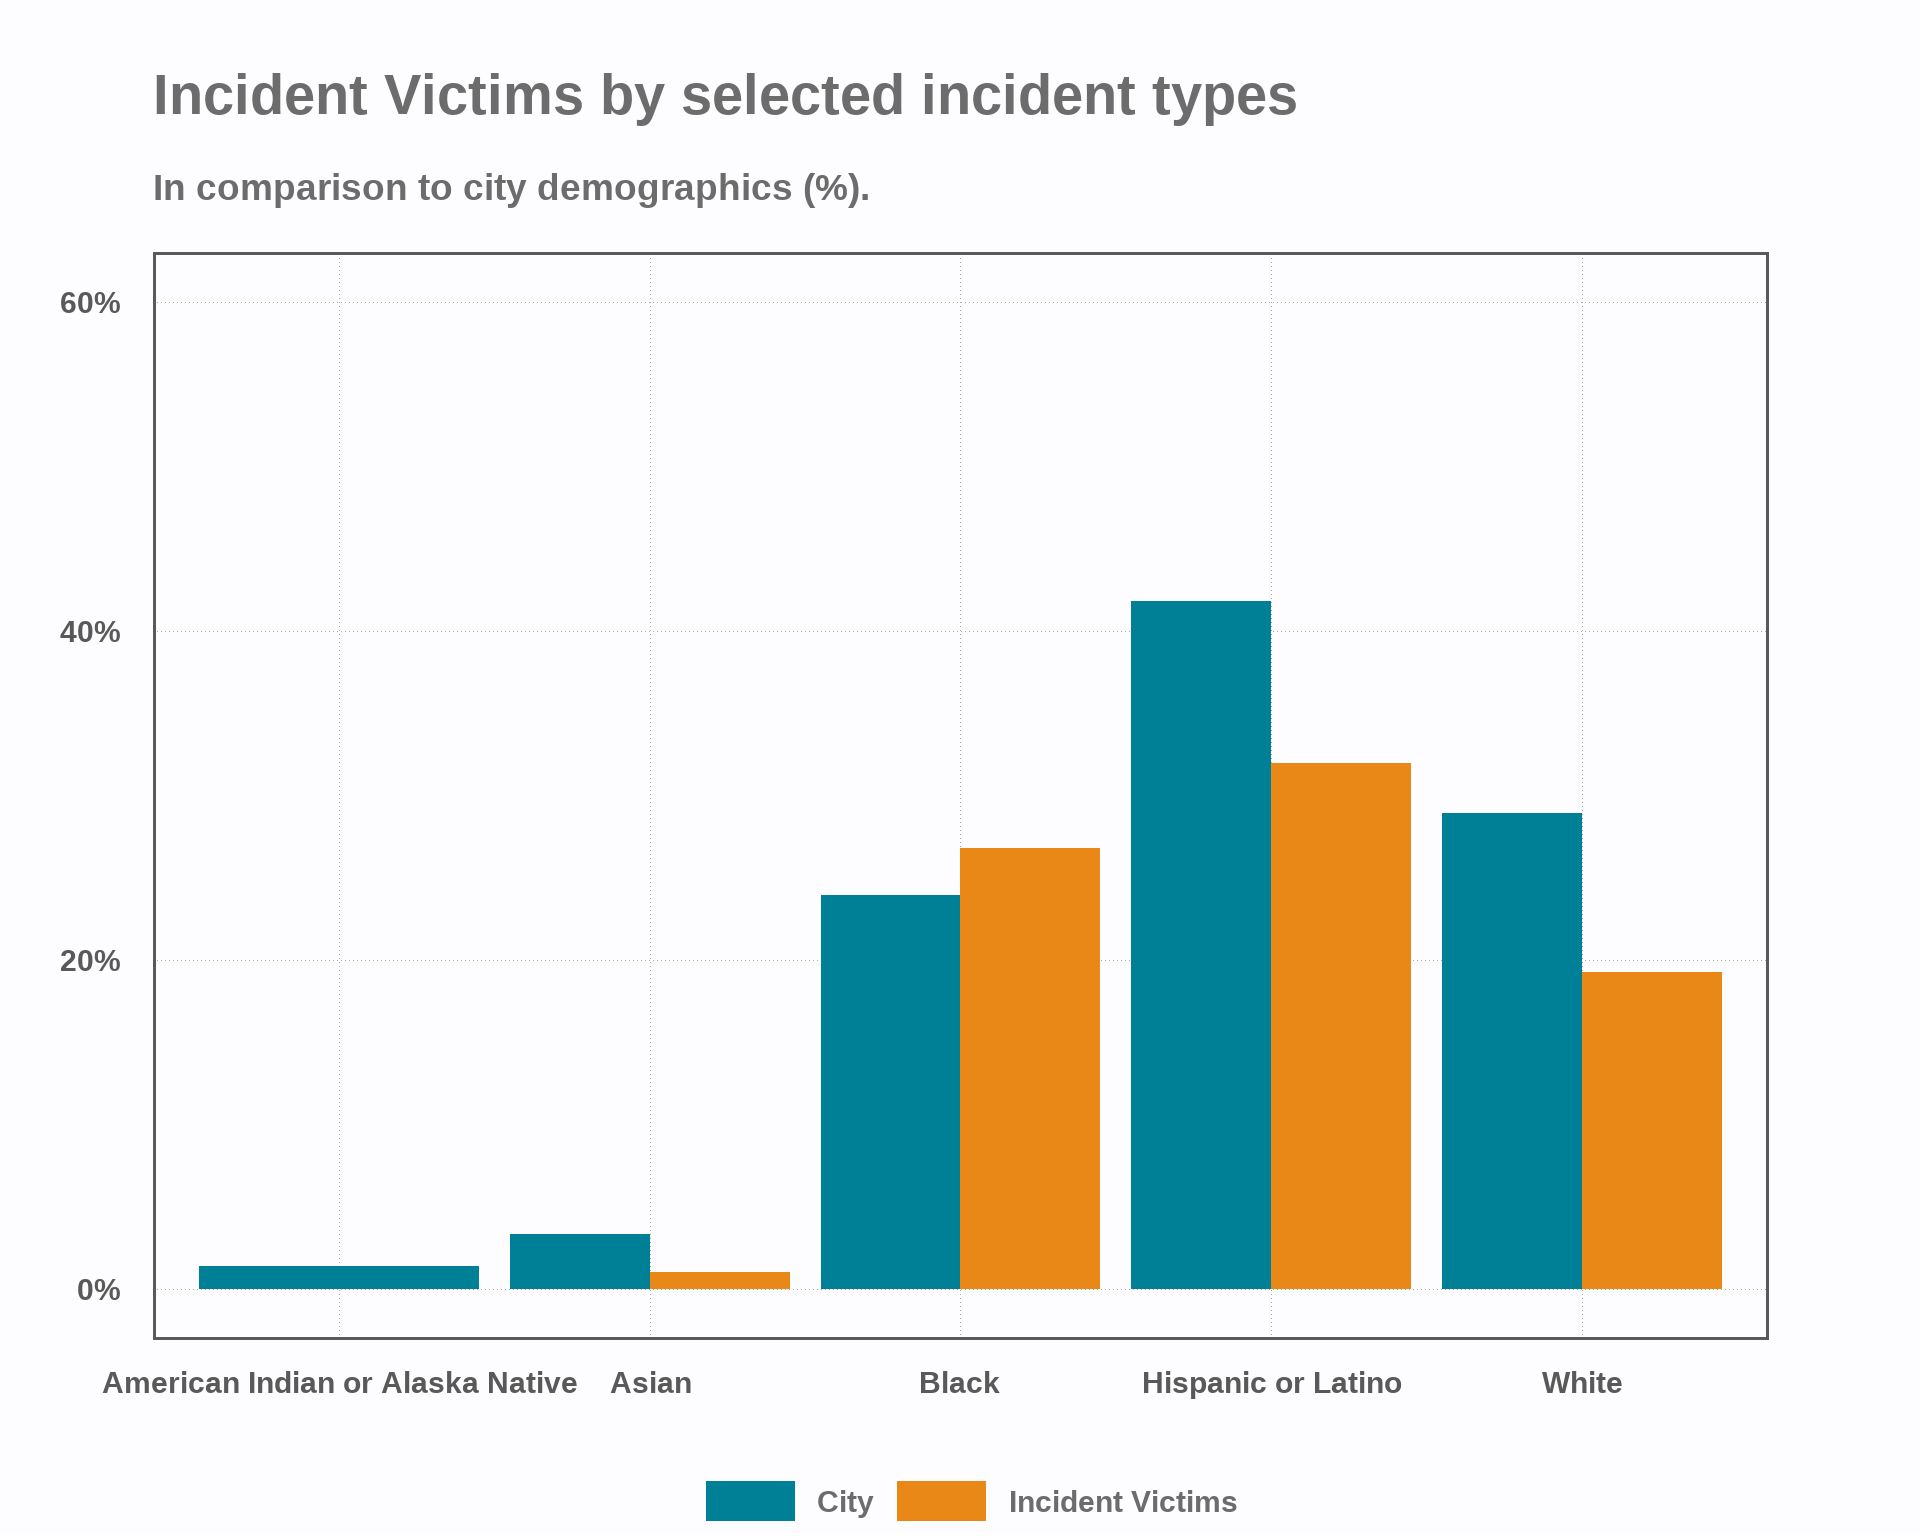 Incident Victims by selected incident types
In comparison to city demographics (%).
60%
40%
20%
0%
American Indian or Alaska Native Asian Black Hispanic or Latino White
City Incident Victims